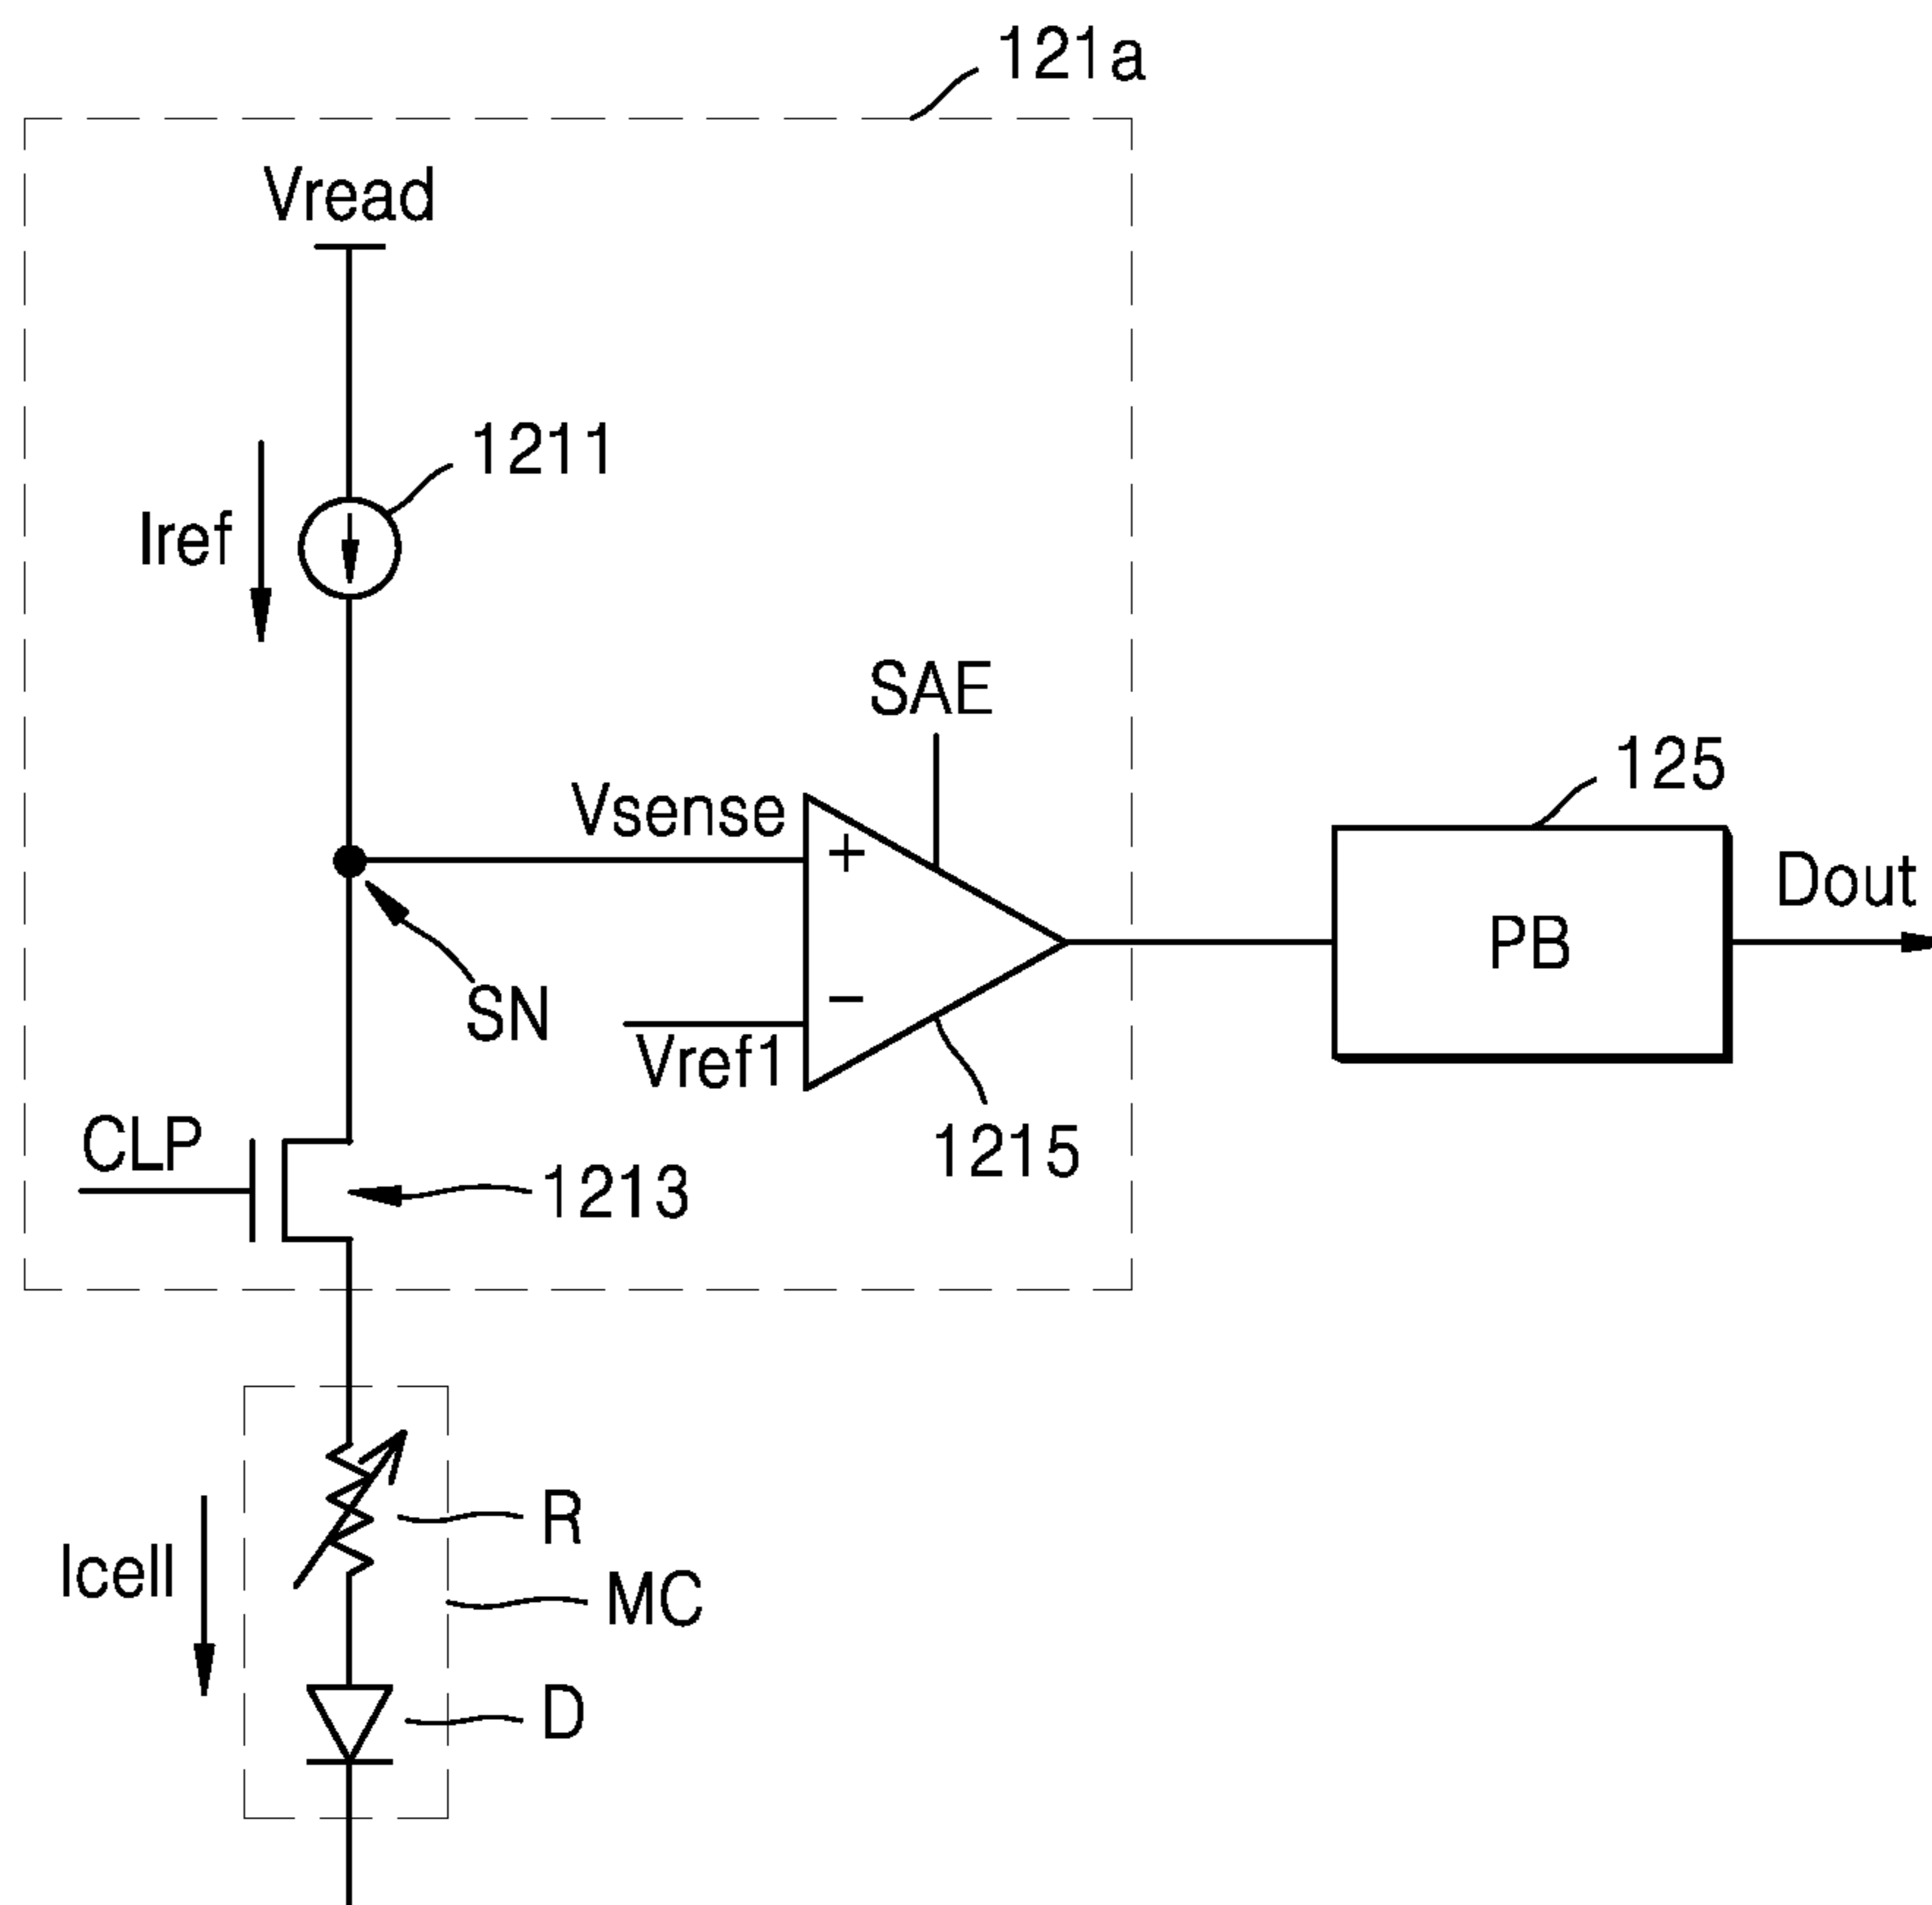 121a
Vread
1211
Iref
SAE
125
Vsense
+
Dout
PB
SN
−
Vref1
CLP
1215
1213
R
Icell
MC
D